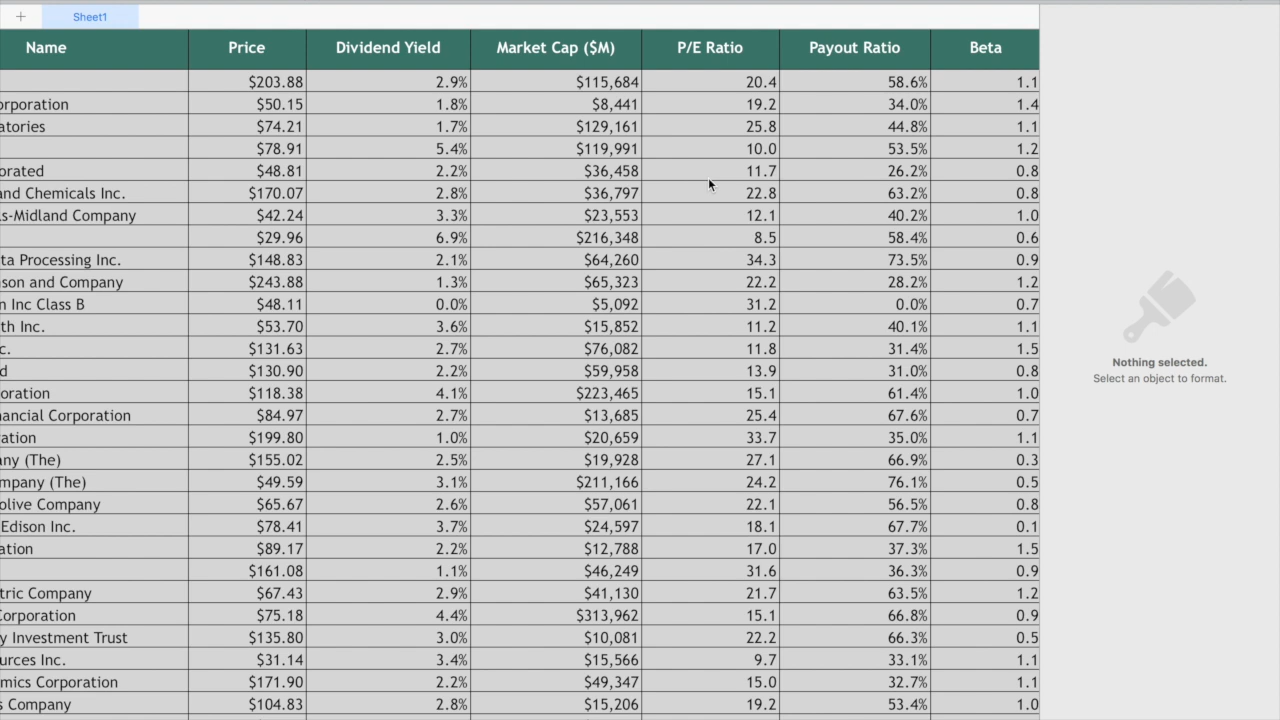 + Sheet1
Name Price Dividend Yield Market Cap ($M) P/E Ratio Payout Ratio Beta
$203.88 2.9% $115,684 20.4 58.6% 1.1
orporation $50.15 1.8% $8,441 19.2 34.0% 1.4
atories $74.21 1.7% $129,161 25.8 44.8% 1.1
$78.91 5.4% $119,991 10.0 53.5% 1.2
orated $48.81 2.2% $36,458 11.7 26.2% 0.8
and Chemicals Inc. $170.07 2.8% $36,797 22.8 63.2% 0.8
ls-Midland Company $42.24 3.3% $23,553 12.1 40.2% 1.0
$29.96 6.9% $216,348 8.5 58.4% 0.6
ta Processing Inc. $148.83 2.1% $64,260 34.3 73.5% 0.9
nson and Company $243.88 1.3% $65,323 22.2 28.2% 1.2
n Inc Class B $48.11 0.0% $5,092 31.2 0.0% 0.7
th Inc. $53.70 3.6% $15,852 11.2 40.1% 1.1
c. $131.63 2.7% $76,082 11.8 31.4% 1.5
d $130.90 2.2% $59,958 13.9 31.0% 0.8
oration $118.38 4.1% $223,465 15.1 61.4% 1.0
nancial Corporation $84.97 2.7% $13,685 25.4 67.6% 0.7
ration $199.80 1.0% $20,659 33.7 35.0% 1.1
any (The) $155.02 2.5% $19,928 27.1 66.9% 0.3
mpany (The) $49.59 3.1% $211,166 24.2 76.1% 0.5
olive Company $65.67 2.6% $57,061 22.1 56.5% 0.8
Edison Inc. $78.41 3.7% $24,597 18.1 67.7% 0.1
ation $89.17 2.2% $12,788 17.0 37.3% 1.5
$161.08 1.1% $46,249 31.6 36.3% 0.9
tric Company $67.43 2.9% $41,130 21.7 63.5% 1.2
Corporation $75.18 4.4% $313,962 15.1 66.8% 0.9
y Investment Trust $135.80 3.0% $10,081 22.2 66.3% 0.5
urces Inc. $31.14 3.4% $15,566 9.7 33.1% 1.1
mics Corporation $171.90 2.2% $49,347 15.0 32.7% 1.1
s Company $104.83 2.8% $15,206 19.2 53.4% 1.0
Nothing selected.
Select an object to format.